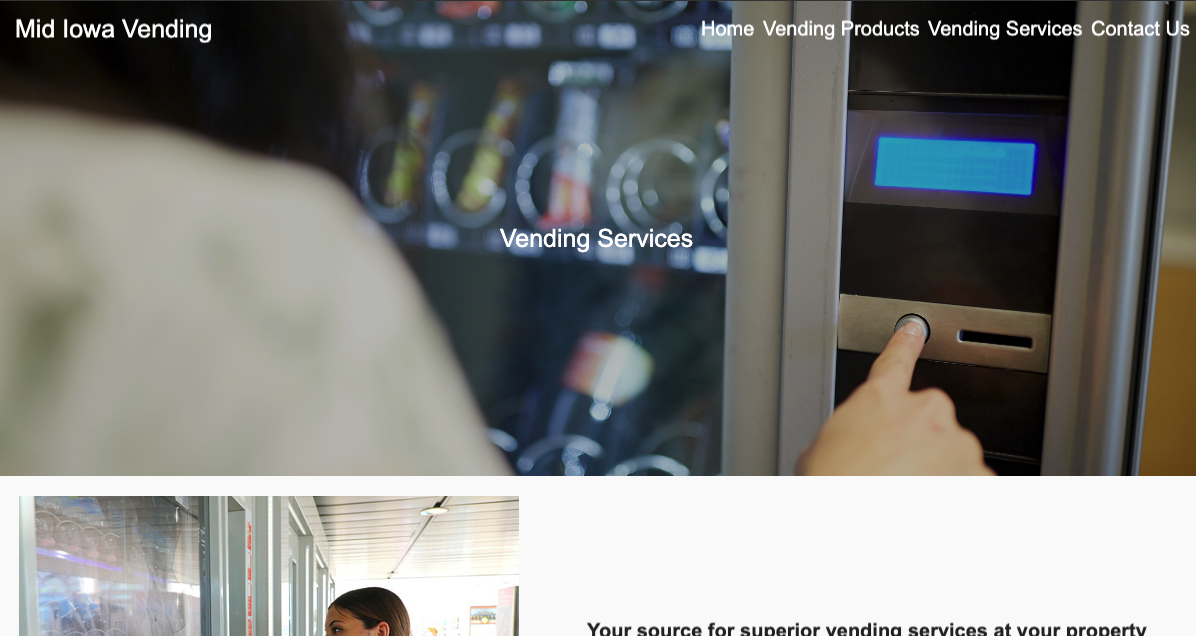 Mid Iowa Vending
Home Vending Products Vending Services Contact Us
Vending Services
Your source for superior vending services at your property